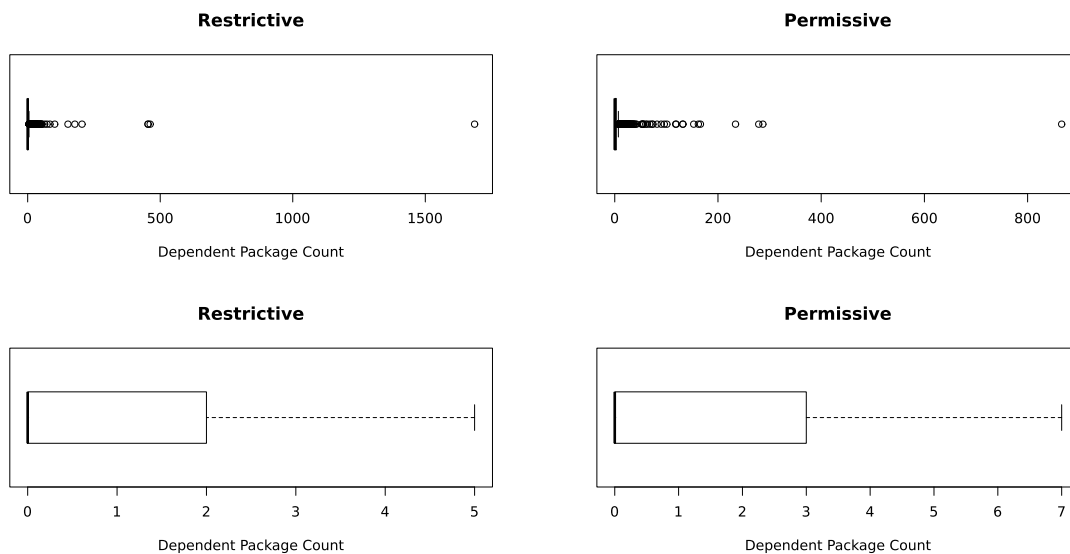 Restrictive
Permissive
0 500 1000 1500
0 200 400 600 800
Dependent Package Count
Dependent Package Count
Restrictive
Permissive
0 1 2 3 4 5
0 1 2 3 4 5 6 7
Dependent Package Count
Dependent Package Count